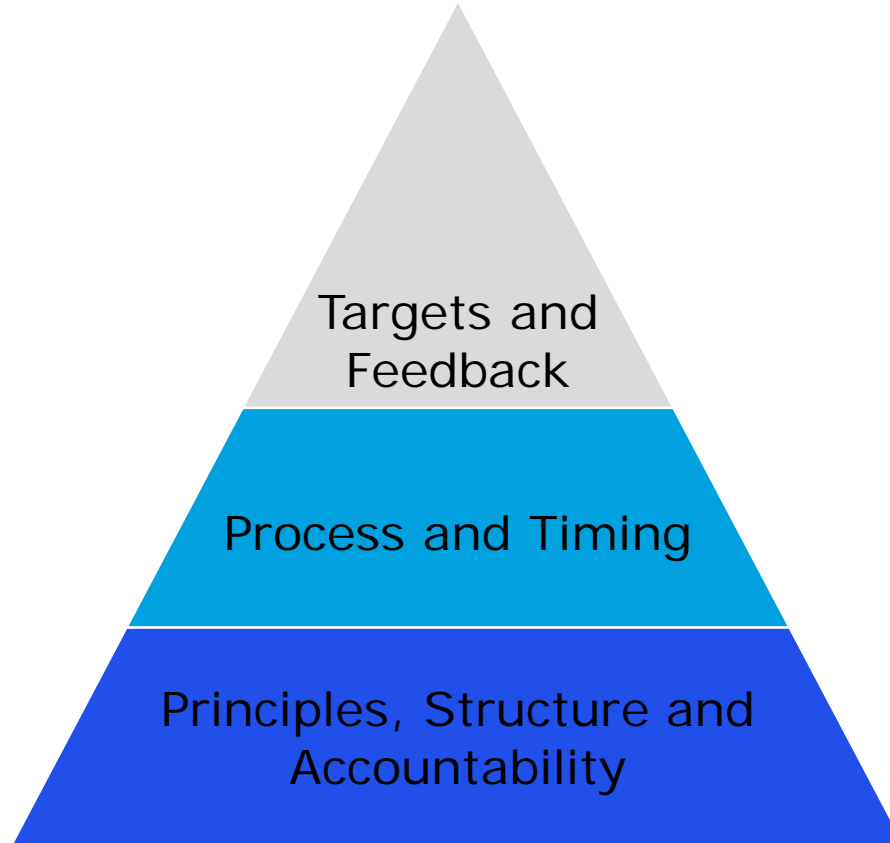 Targets and
Feedback
Process and Timing
Principles, Structure and
Accountability